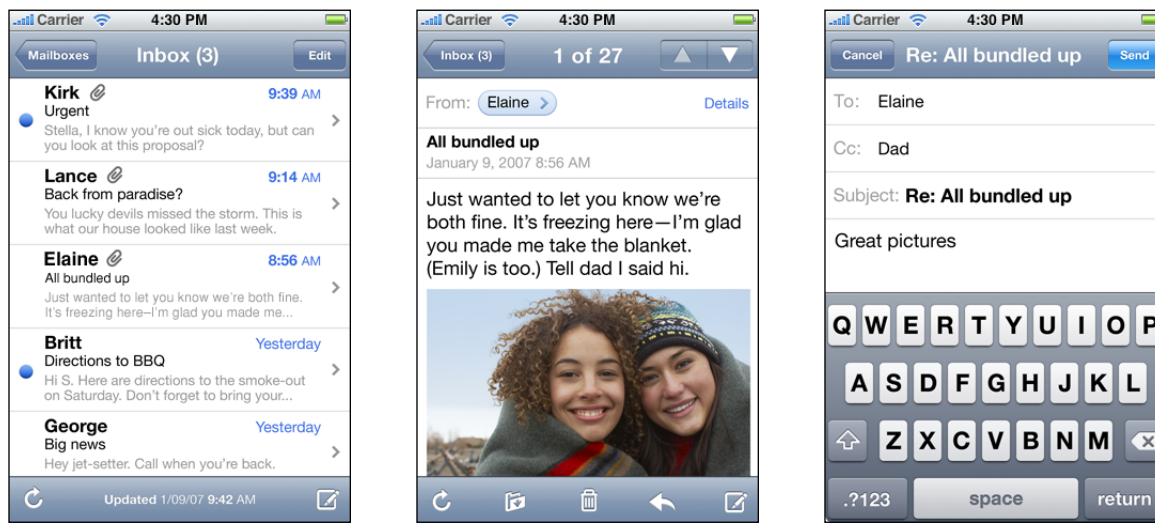 Carrier 4:30 PM
Mailboxes Inbox (3) Edit
Kirk 9:39 AM
Urgent
Stella, I know you're out sick today, but can
you look at this proposal?
Lance 9:14 AM
Back from paradise?
You lucky devils missed the storm. This is
what our house looked like last week.
Elaine 8:56 AM
All bundled up
Just wanted to let you know we're both fine.
It's freezing here–I'm glad you made me...
Britt Yesterday
Directions to BBQ
Hi S. Here are directions to the smoke-out
on Saturday. Don't forget to bring your...
George Yesterday
Big news
Hey jet-setter. Call when you're back.
Updated 1/09/07 9:42 AM
Carrier 4:30 PM
Inbox (3) 1 of 27
From: Elaine Details
All bundled up
January 9, 2007 8:56 AM
Just wanted to let you know we're
both fine. It's freezing here—I'm glad
you made me take the blanket.
(Emily is too.) Tell dad I said hi.
Carrier 4:30 PM
Cancel Re: All bundled up Send
To: Elaine
Cc: Dad
Subject: Re: All bundled up
Great pictures
Q W E R T Y U I O P
A S D F G H J K L
Z X C V B N M
.?123 space return